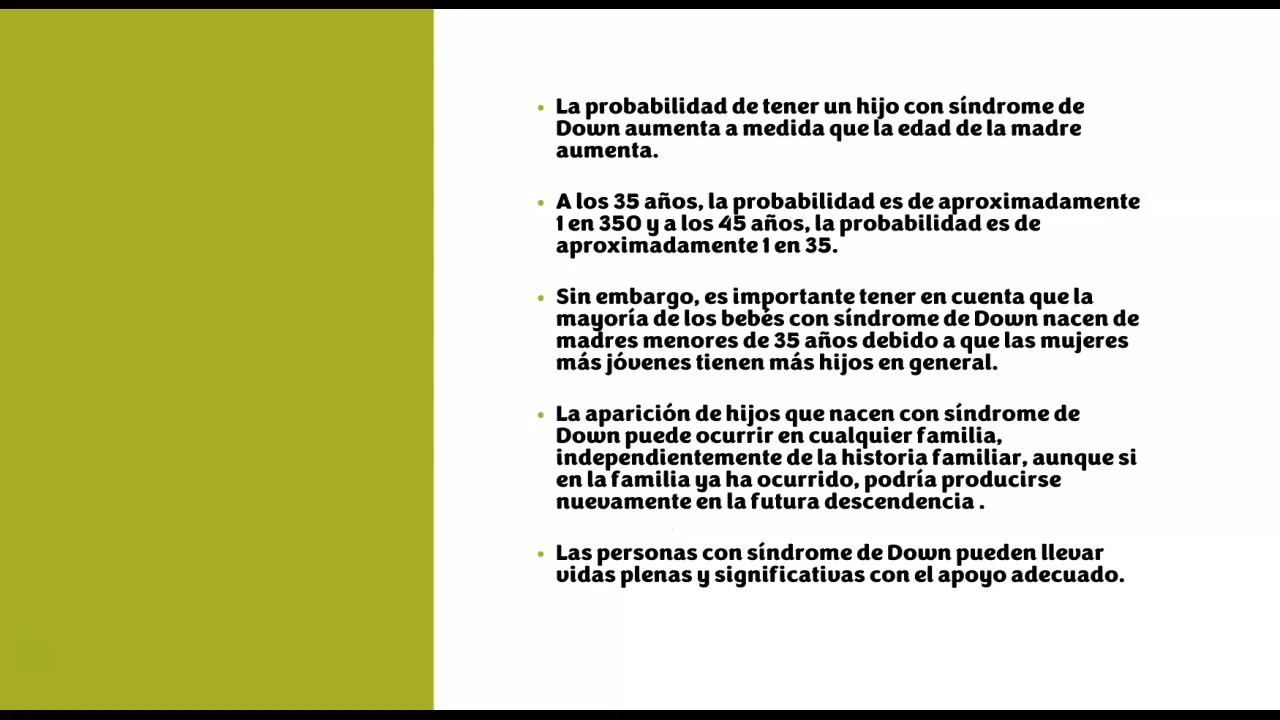 • La probabilidad de tener un hijo con síndrome de
Down aumenta a medida que la edad de la madre
aumenta.
• A los 35 años, la probabilidad es de aproximadamente
1 en 350 y a los 45 años, la probabilidad es de
aproximadamente 1 en 35.
• Sin embargo, es importante tener en cuenta que la
mayoría de los bebés con síndrome de Down nacen de
madres menores de 35 años debido a que las mujeres
más jóvenes tienen más hijos en general.
• La aparición de hijos que nacen con síndrome de
Down puede ocurrir en cualquier familia,
independientemente de la historia familiar, aunque si
en la familia ya ha ocurrido, podría producirse
nuevamente en la futura descendencia .
• Las personas con síndrome de Down pueden llevar
vidas plenas y significativas con el apoyo adecuado.